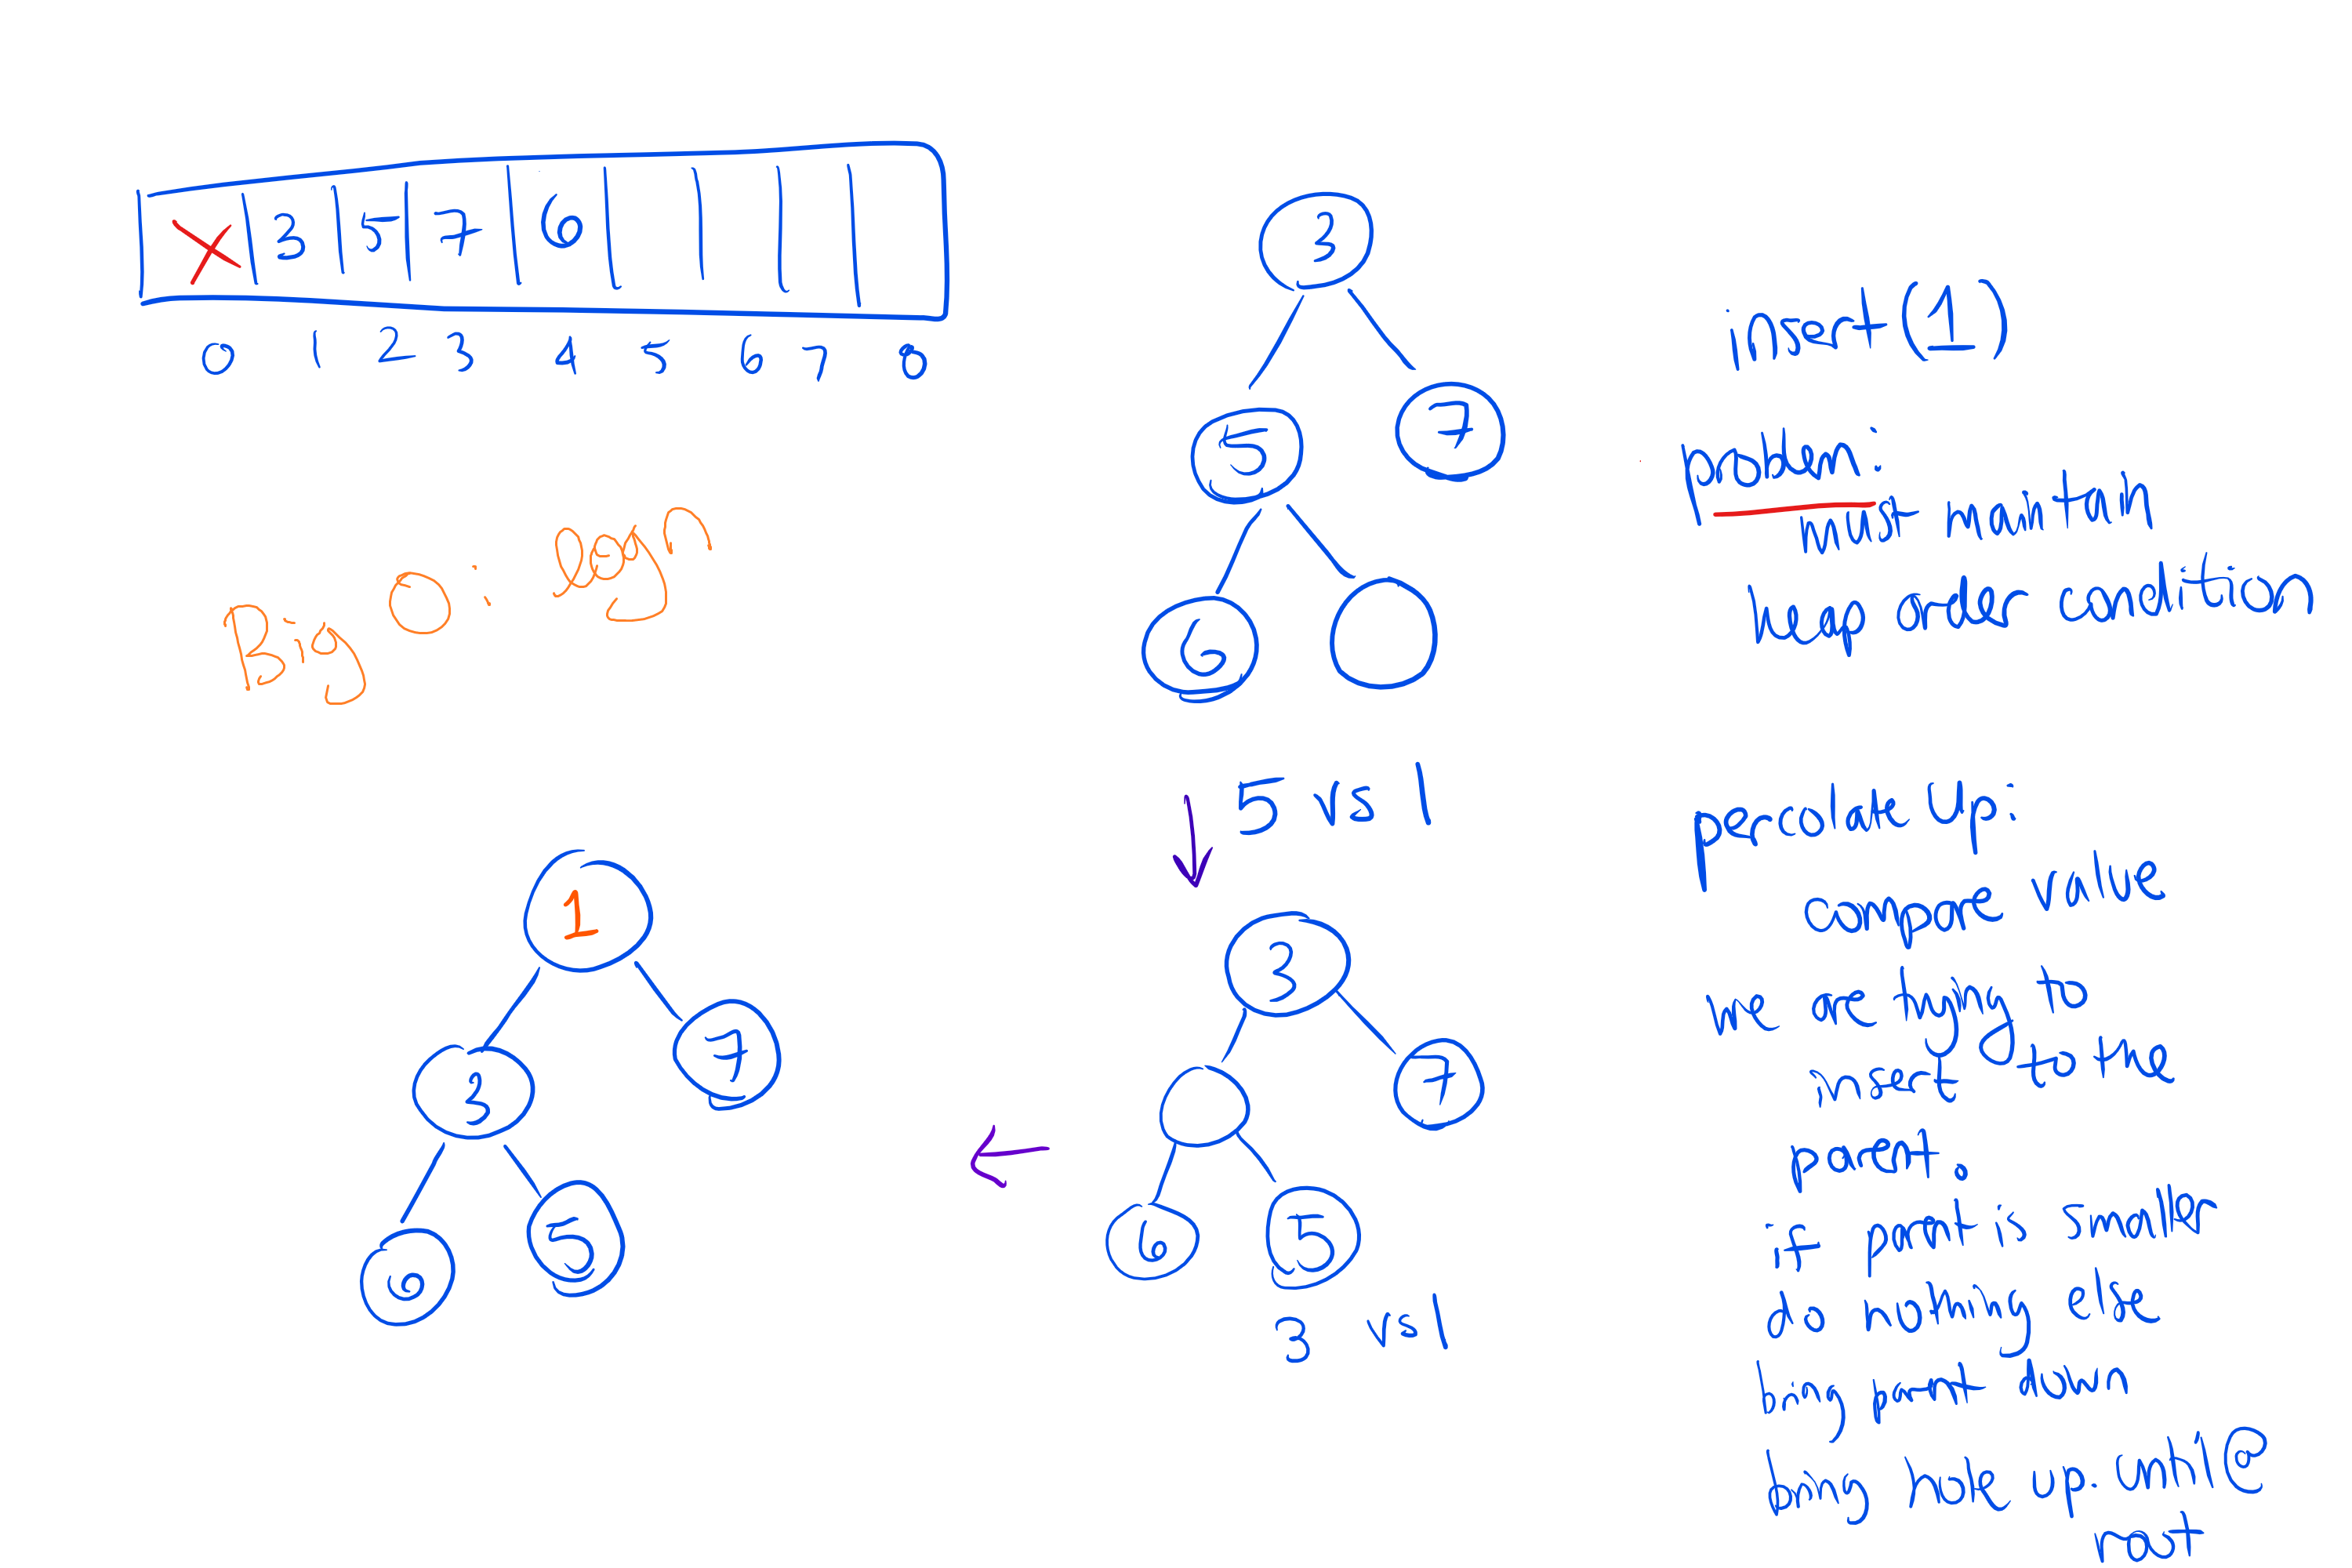 X 3 5 7 6
0 1 2 3 4 5 6 7 8
Big O: logn
3
5 7
6
insert(1)
problem:
must maintain
heap order condition
5 vs 1
3
7
6 5
3 vs 1
1
7
3
6 5
percolate Up:
compare value
we are trying to
insert to the
parent.
if parent is smaller
do nothing else
bring parent down
bring hole up. until @
root